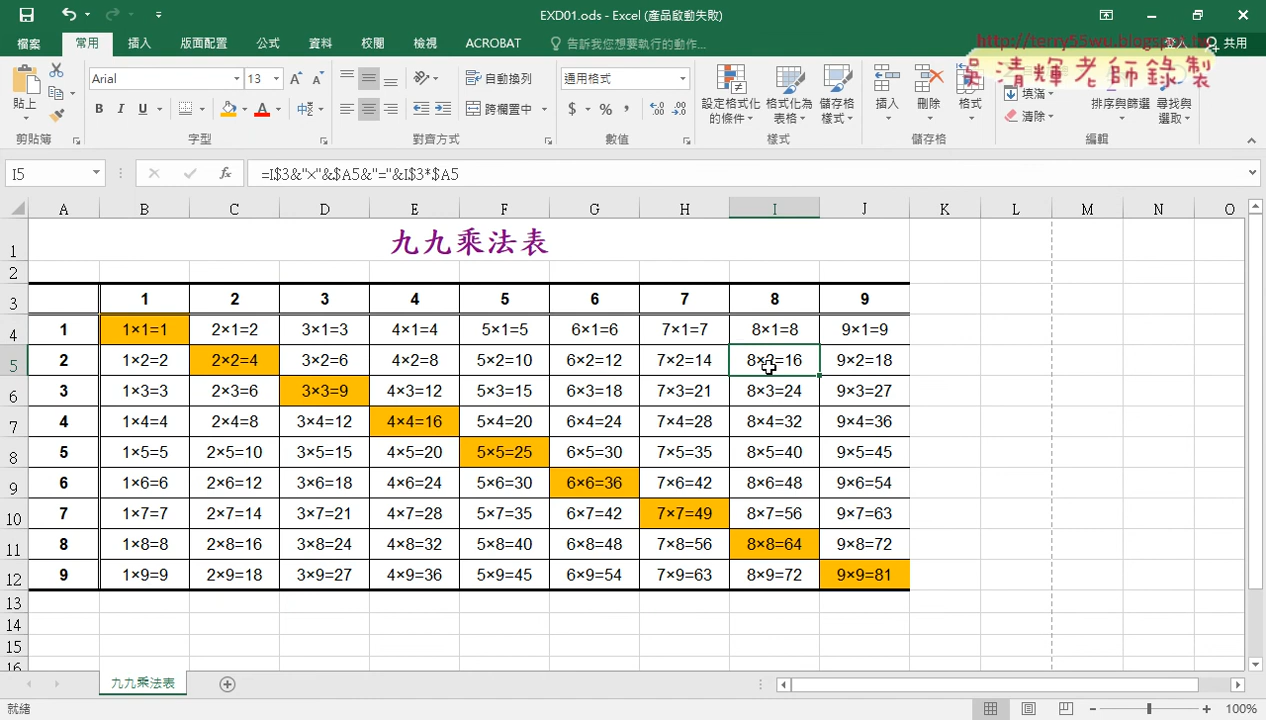 EXD01.ods - Excel (產品啟動失敗)
http://terry55wu.blogspot.tw
吳清輝老師錄製
檔案 常用 插入 版面配置 公式 資料 校閱 檢視 ACROBAT 告訴我您想要執行的動作... 登入 共用
貼上 Arial 13 自動換列 通用格式 設定格式化的條件 格式化為表格 儲存格樣式 插入 刪除 格式 填滿 排序與篩選 尋找與選取
B I U 跨欄置中 $ % , 清除
剪貼簿 字型 對齊方式 數值 樣式 儲存格 編輯
I5 fx =I$3&"×"&$A5&"="&I$3*$A5
A B C D E F G H I J K L M N O
1 九九乘法表
2
3 1 2 3 4 5 6 7 8 9
4 1 1×1=1 2×1=2 3×1=3 4×1=4 5×1=5 6×1=6 7×1=7 8×1=8 9×1=9
5 2 1×2=2 2×2=4 3×2=6 4×2=8 5×2=10 6×2=12 7×2=14 8×2=16 9×2=18
6 3 1×3=3 2×3=6 3×3=9 4×3=12 5×3=15 6×3=18 7×3=21 8×3=24 9×3=27
7 4 1×4=4 2×4=8 3×4=12 4×4=16 5×4=20 6×4=24 7×4=28 8×4=32 9×4=36
8 5 1×5=5 2×5=10 3×5=15 4×5=20 5×5=25 6×5=30 7×5=35 8×5=40 9×5=45
9 6 1×6=6 2×6=12 3×6=18 4×6=24 5×6=30 6×6=36 7×6=42 8×6=48 9×6=54
10 7 1×7=7 2×7=14 3×7=21 4×7=28 5×7=35 6×7=42 7×7=49 8×7=56 9×7=63
11 8 1×8=8 2×8=16 3×8=24 4×8=32 5×8=40 6×8=48 7×8=56 8×8=64 9×8=72
12 9 1×9=9 2×9=18 3×9=27 4×9=36 5×9=45 6×9=54 7×9=63 8×9=72 9×9=81
13
14
15
16
九九乘法表
就緒 100%